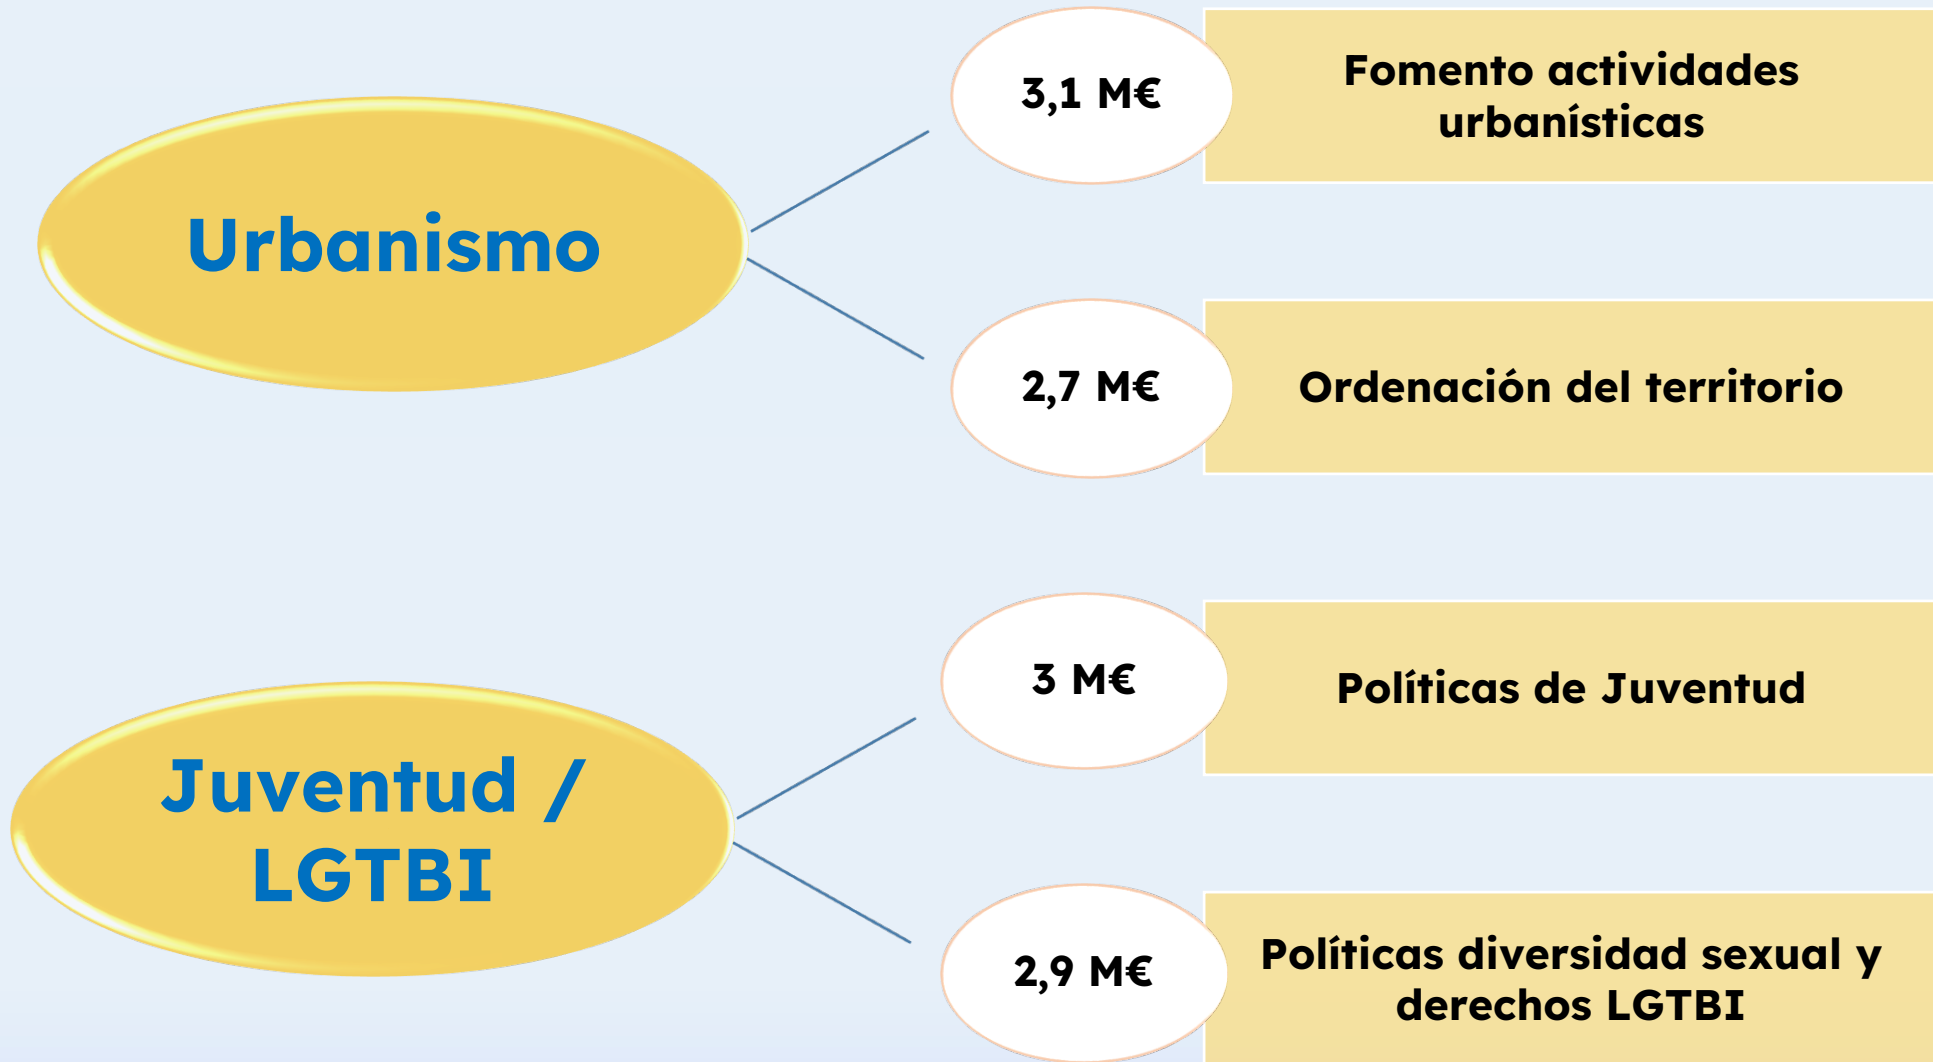 Urbanismo
3,1 M€
Fomento actividades
urbanísticas
2,7 M€
Ordenación del territorio
Juventud /
LGTBI
3 M€
Políticas de Juventud
2,9 M€
Políticas diversidad sexual y
derechos LGTBI